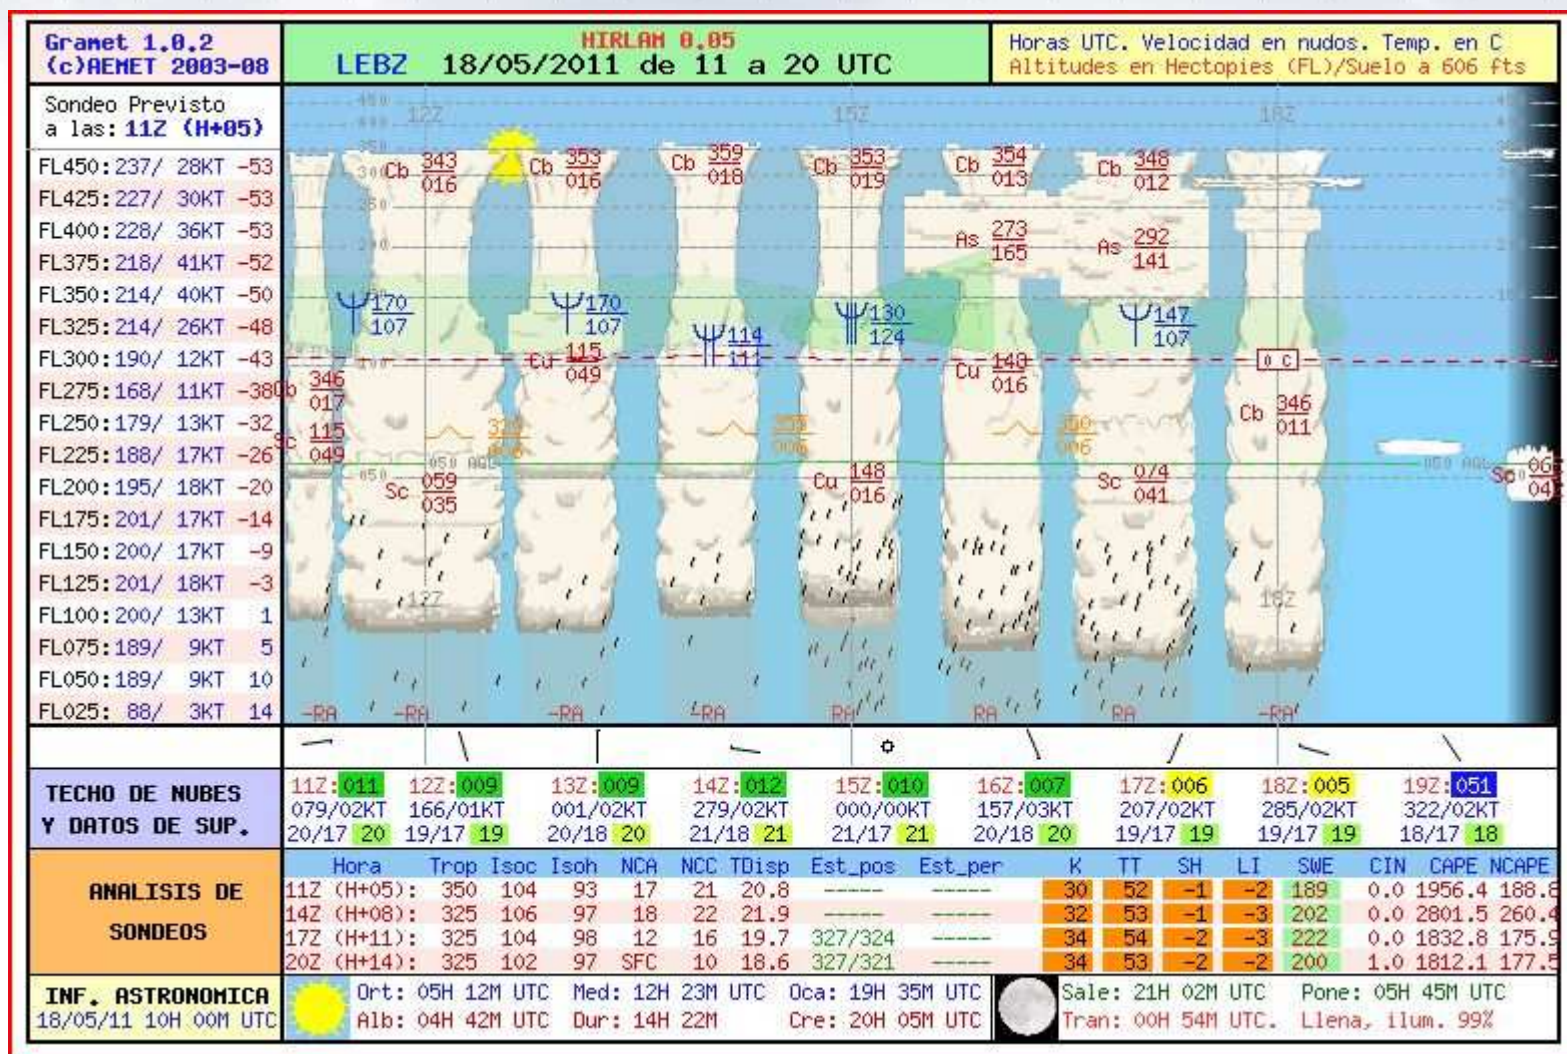 Gramet 1.0.2
(c)AEMET 2003-08
HIRLAM 0.05
LEBZ 18/05/2011 de 11 a 20 UTC
Horas UTC. Velocidad en nudos. Temp. en C
Altitudes en Hectopies (FL)/Suelo a 606 fts
Sondeo Previsto
a las: 11Z (H+05)
FL450:237/ 28KT -53
FL425:227/ 30KT -53
FL400:228/ 36KT -53
FL375:218/ 41KT -52
FL350:214/ 40KT -50
FL325:214/ 26KT -48
FL300:190/ 12KT -43
FL275:168/ 11KT -38
FL250:179/ 13KT -32
FL225:188/ 17KT -26
FL200:195/ 18KT -20
FL175:201/ 17KT -14
FL150:200/ 17KT -9
FL125:201/ 18KT -3
FL100:200/ 13KT 1
FL075:189/ 9KT 5
FL050:189/ 9KT 10
FL025: 88/ 3KT 14
12Z 15Z 18Z
Cb 343 016
Cb 353 016
Cb 359 018
Cb 353 019
Cb 354 013
Cb 348 012
As 273 165
As 292 141
170 107
170 107
114 111
130 124
147 107
Cu 115 049
Cu 148 016
0 C
Cb 346 017
Cb 346 011
Sc 115 049
050 AGL
Sc 059 035
Cu 148 016
Sc 074 041
050 AGL
12Z 18Z
-RA -RA -RA -RA RA RA RA -RA
TECHO DE NUBES
Y DATOS DE SUP.
11Z:011 12Z:009 13Z:009 14Z:012 15Z:010 16Z:007 17Z:006 18Z:005 19Z:051
079/02KT 166/01KT 001/02KT 279/02KT 000/00KT 157/03KT 207/02KT 285/02KT 322/02KT
20/17 20 19/17 19 20/18 20 21/18 21 21/17 21 20/18 20 19/17 19 19/17 19 18/17 18
ANALISIS DE
SONDEOS
Hora Trop Isoc Isoh NCA NCC TDisp Est_pos Est_per K TT SH LI SWE CIN CAPE NCAPE
11Z (H+05): 350 104 93 17 21 20.8 ----- ----- 30 52 -1 -2 189 0.0 1956.4 188.8
14Z (H+08): 325 106 97 18 22 21.9 ----- ----- 32 53 -1 -3 202 0.0 2801.5 260.4
17Z (H+11): 325 104 98 12 16 19.7 327/324 ----- 34 54 -2 -3 222 0.0 1832.8 175.9
20Z (H+14): 325 102 97 SFC 10 18.6 327/321 ----- 34 53 -2 -2 200 1.0 1812.1 177.5
INF. ASTRONOMICA
18/05/11 10H 00M UTC
Ort: 05H 12M UTC Med: 12H 23M UTC Oca: 19H 35M UTC
Alb: 04H 42M UTC Dur: 14H 22M Cre: 20H 05M UTC
Sale: 21H 02M UTC Pone: 05H 45M UTC
Tran: 00H 54M UTC. Llena, ilum. 99%